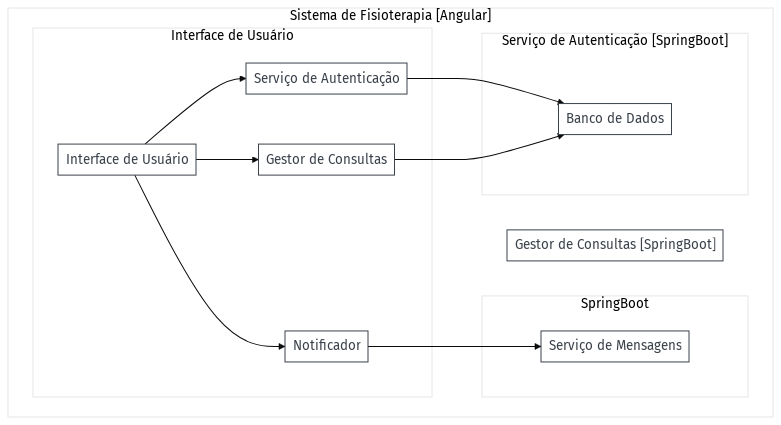 Sistema de Fisioterapia [Angular]
Interface de Usuário
Serviço de Autenticação [SpringBoot]
Serviço de Autenticação
Banco de Dados
Interface de Usuário
Gestor de Consultas
Gestor de Consultas [SpringBoot]
SpringBoot
Notificador
Serviço de Mensagens